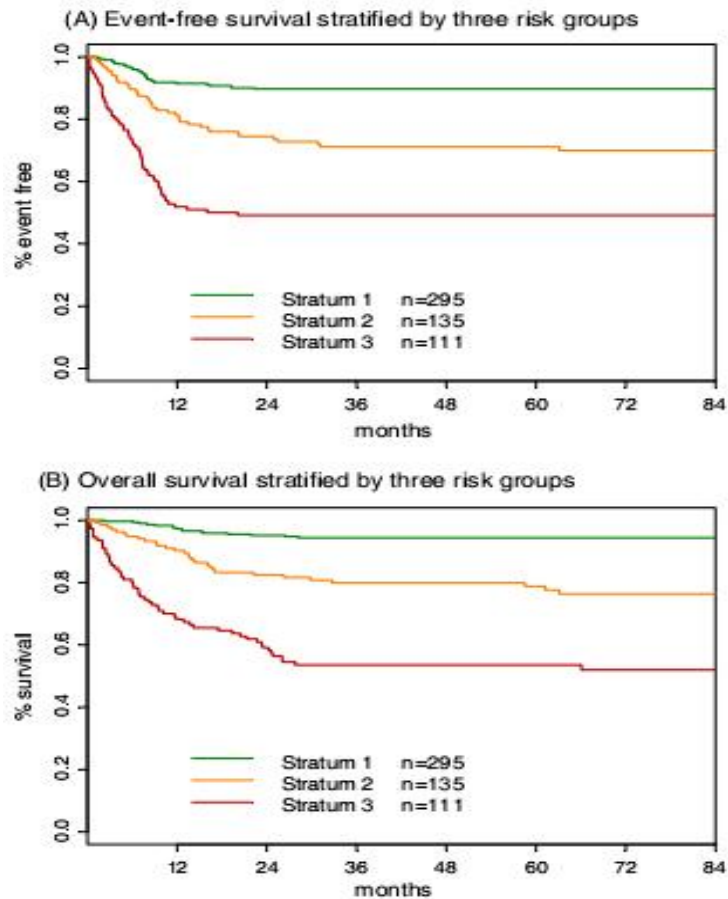 (A) Event-free survival stratified by three risk groups
% event free
1.0
0.8
0.6
0.4
0.2
0.0
Stratum 1 n=295
Stratum 2 n=135
Stratum 3 n=111
12 24 36 48 60 72 84
months
(B) Overall survival stratified by three risk groups
% survival
1.0
0.8
0.6
0.4
0.2
0.0
Stratum 1 n=295
Stratum 2 n=135
Stratum 3 n=111
12 24 36 48 60 72 84
months